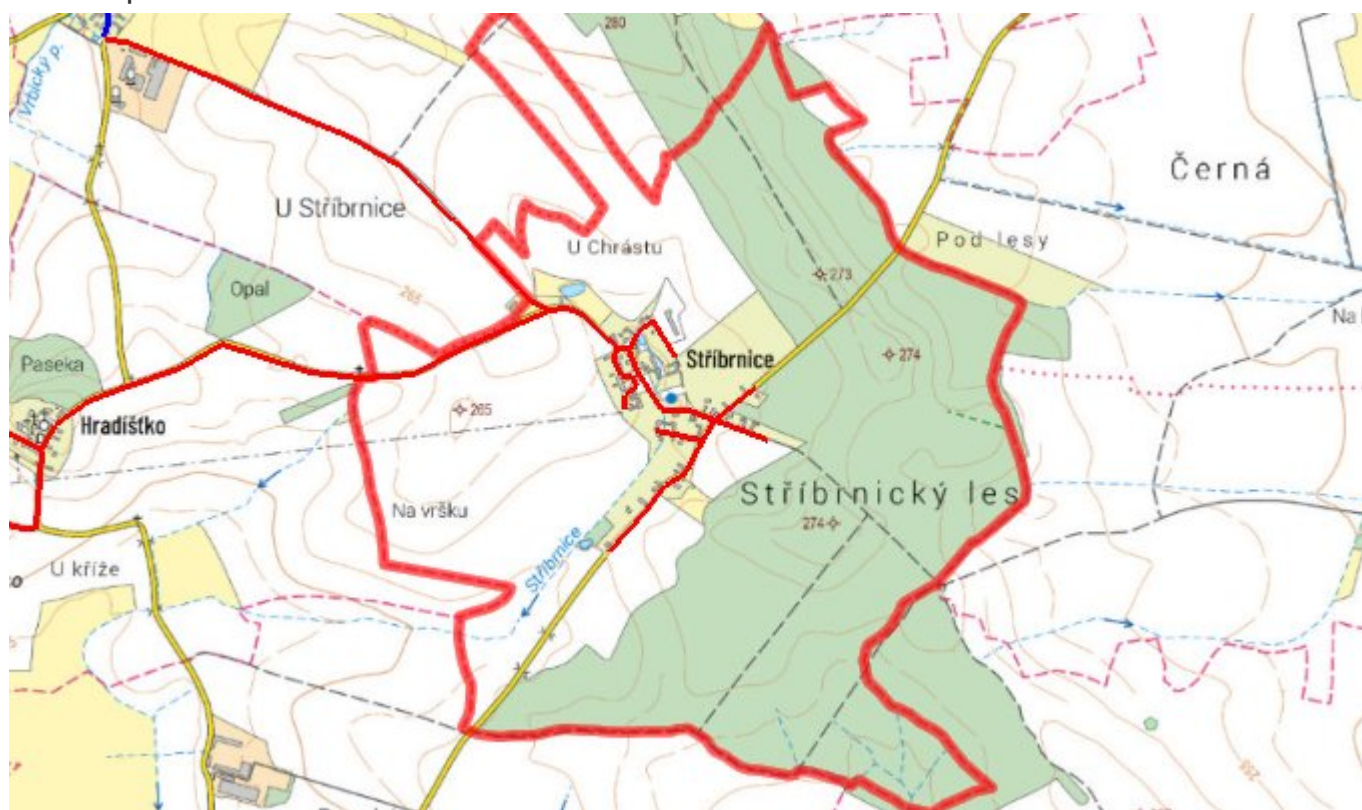 280
Vrbický p.
Černá
U Stříbrnice
Pod lesy
U Chrástu
273
Opal
265
Na
Paseka
Stříbrnice
274
265
Hradíštko
Stříbrnický les
Na vršku
274
Stříbrnice
U kříže